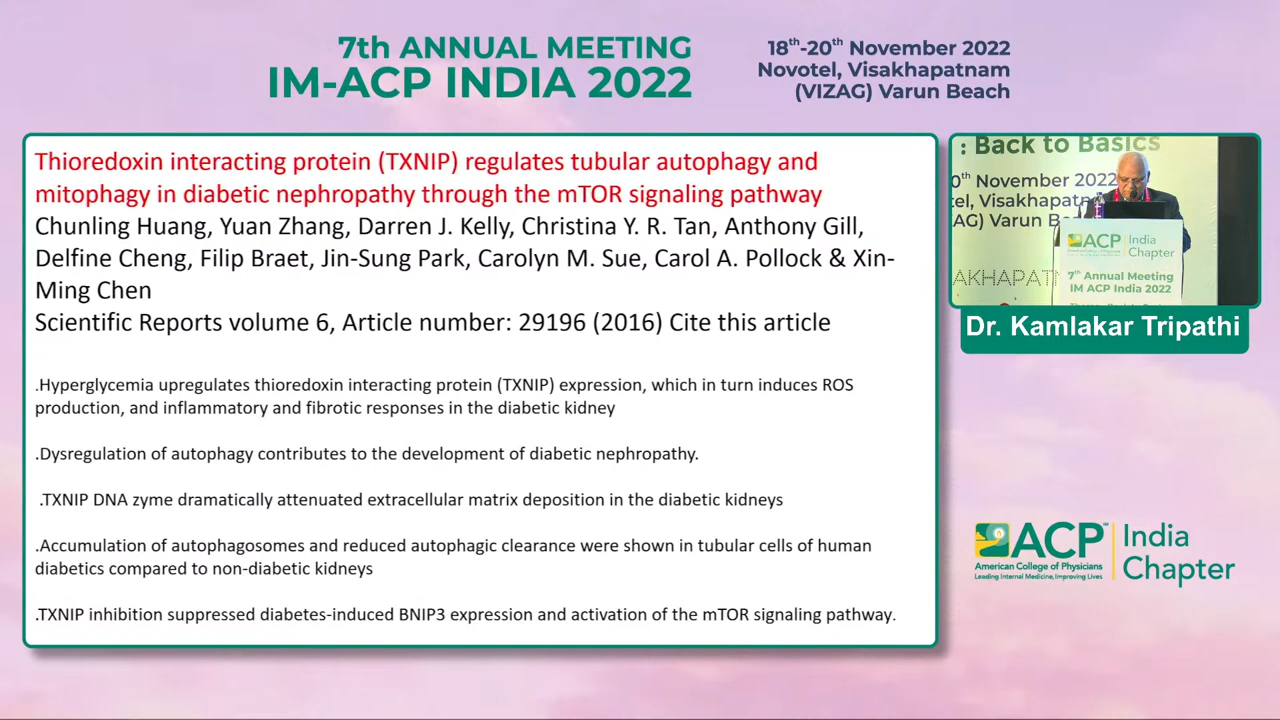 7th ANNUAL MEETING
IM-ACP INDIA 2022
18th-20th November 2022
Novotel, Visakhapatnam
(VIZAG) Varun Beach
Thioredoxin interacting protein (TXNIP) regulates tubular autophagy and
mitophagy in diabetic nephropathy through the mTOR signaling pathway
Chunling Huang, Yuan Zhang, Darren J. Kelly, Christina Y. R. Tan, Anthony Gill,
Delfine Cheng, Filip Braet, Jin-Sung Park, Carolyn M. Sue, Carol A. Pollock & Xin-
Ming Chen
Scientific Reports volume 6, Article number: 29196 (2016) Cite this article
.Hyperglycemia upregulates thioredoxin interacting protein (TXNIP) expression, which in turn induces ROS
production, and inflammatory and fibrotic responses in the diabetic kidney
.Dysregulation of autophagy contributes to the development of diabetic nephropathy.
.TXNIP DNA zyme dramatically attenuated extracellular matrix deposition in the diabetic kidneys
.Accumulation of autophagosomes and reduced autophagic clearance were shown in tubular cells of human
diabetics compared to non-diabetic kidneys
.TXNIP inhibition suppressed diabetes-induced BNIP3 expression and activation of the mTOR signaling pathway.
: Back to Basics
0th November 2022
tel, Visakhapatn
AG) Varun B
AKHAPATN
ACP India
Chapter
7th Annual Meeting
IM ACP India 2022
Dr. Kamlakar Tripathi
ACP
American College of Physicians
Leading Internal Medicine, Improving Lives
India
Chapter